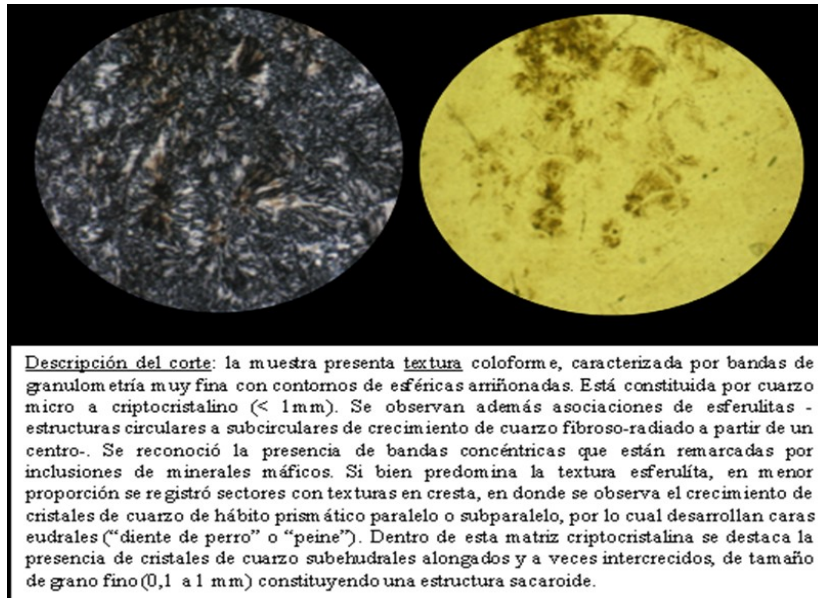 Descripción del corte: la muestra presenta textura coloforme, caracterizada por bandas de
granulometría muy fina con contornos de esféricas arriñonadas. Está constituida por cuarzo
micro a criptocristalino (< 1mm). Se observan además asociaciones de esferulitas -
estructuras circulares a subcirculares de crecimiento de cuarzo fibroso-radiado a partir de un
centro-. Se reconoció la presencia de bandas concéntricas que están remarcadas por
inclusiones de minerales máficos. Si bien predomina la textura esferulíta, en menor
proporción se registró sectores con texturas en cresta, en donde se observa el crecimiento de
cristales de cuarzo de hábito prismático paralelo o subparalelo, por lo cual desarrollan caras
eudrales (“diente de perro” o “peine”). Dentro de esta matriz criptocristalina se destaca la
presencia de cristales de cuarzo subehudrales alongados y a veces intercrecidos, de tamaño
de grano fino (0,1 a 1 mm) constituyendo una estructura sacaroide.